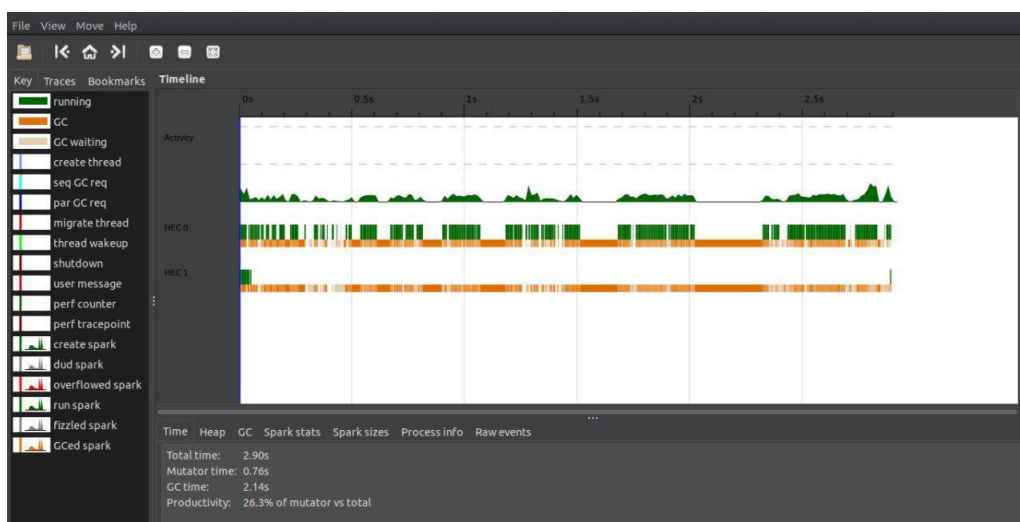 File View Move Help
Key Traces Bookmarks
running
GC
GC waiting
create thread
seq GC req
par GC req
migrate thread
thread wakeup
shutdown
user message
perf counter
perf tracepoint
create spark
dud spark
overflowed spark
run spark
fizzled spark
GCed spark
Timeline
0s 0.5s 1s 1.5s 2s 2.5s
Activity
HEC 0
HEC 1
Time Heap GC Spark stats Spark sizes Process info Raw events
Total time: 2.90s
Mutator time: 0.76s
GC time: 2.14s
Productivity: 26.3% of mutator vs total